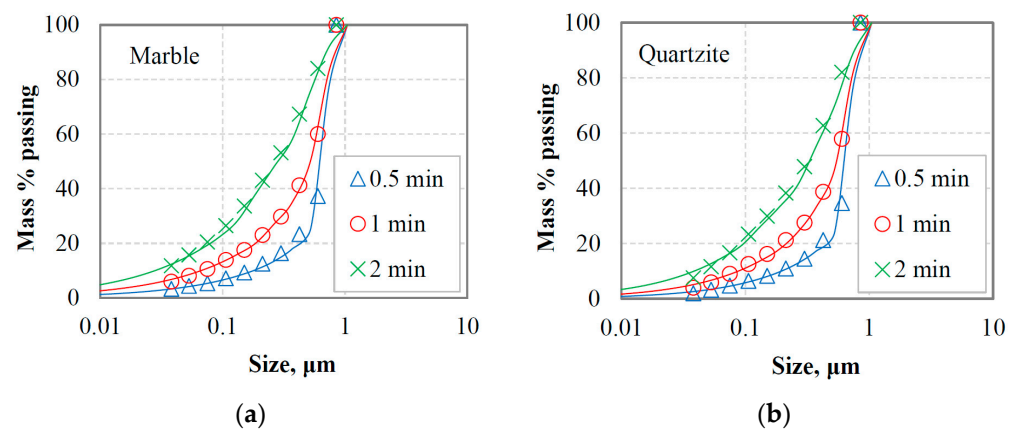 100
80
60
40
20
0
Mass % passing
Marble
0.5 min
1 min
2 min
0.01
0.1
1
10
Size, μm
(a)
100
80
60
40
20
0
Mass % passing
Quartzite
0.5 min
1 min
2 min
0.01
0.1
1
10
Size, μm
(b)